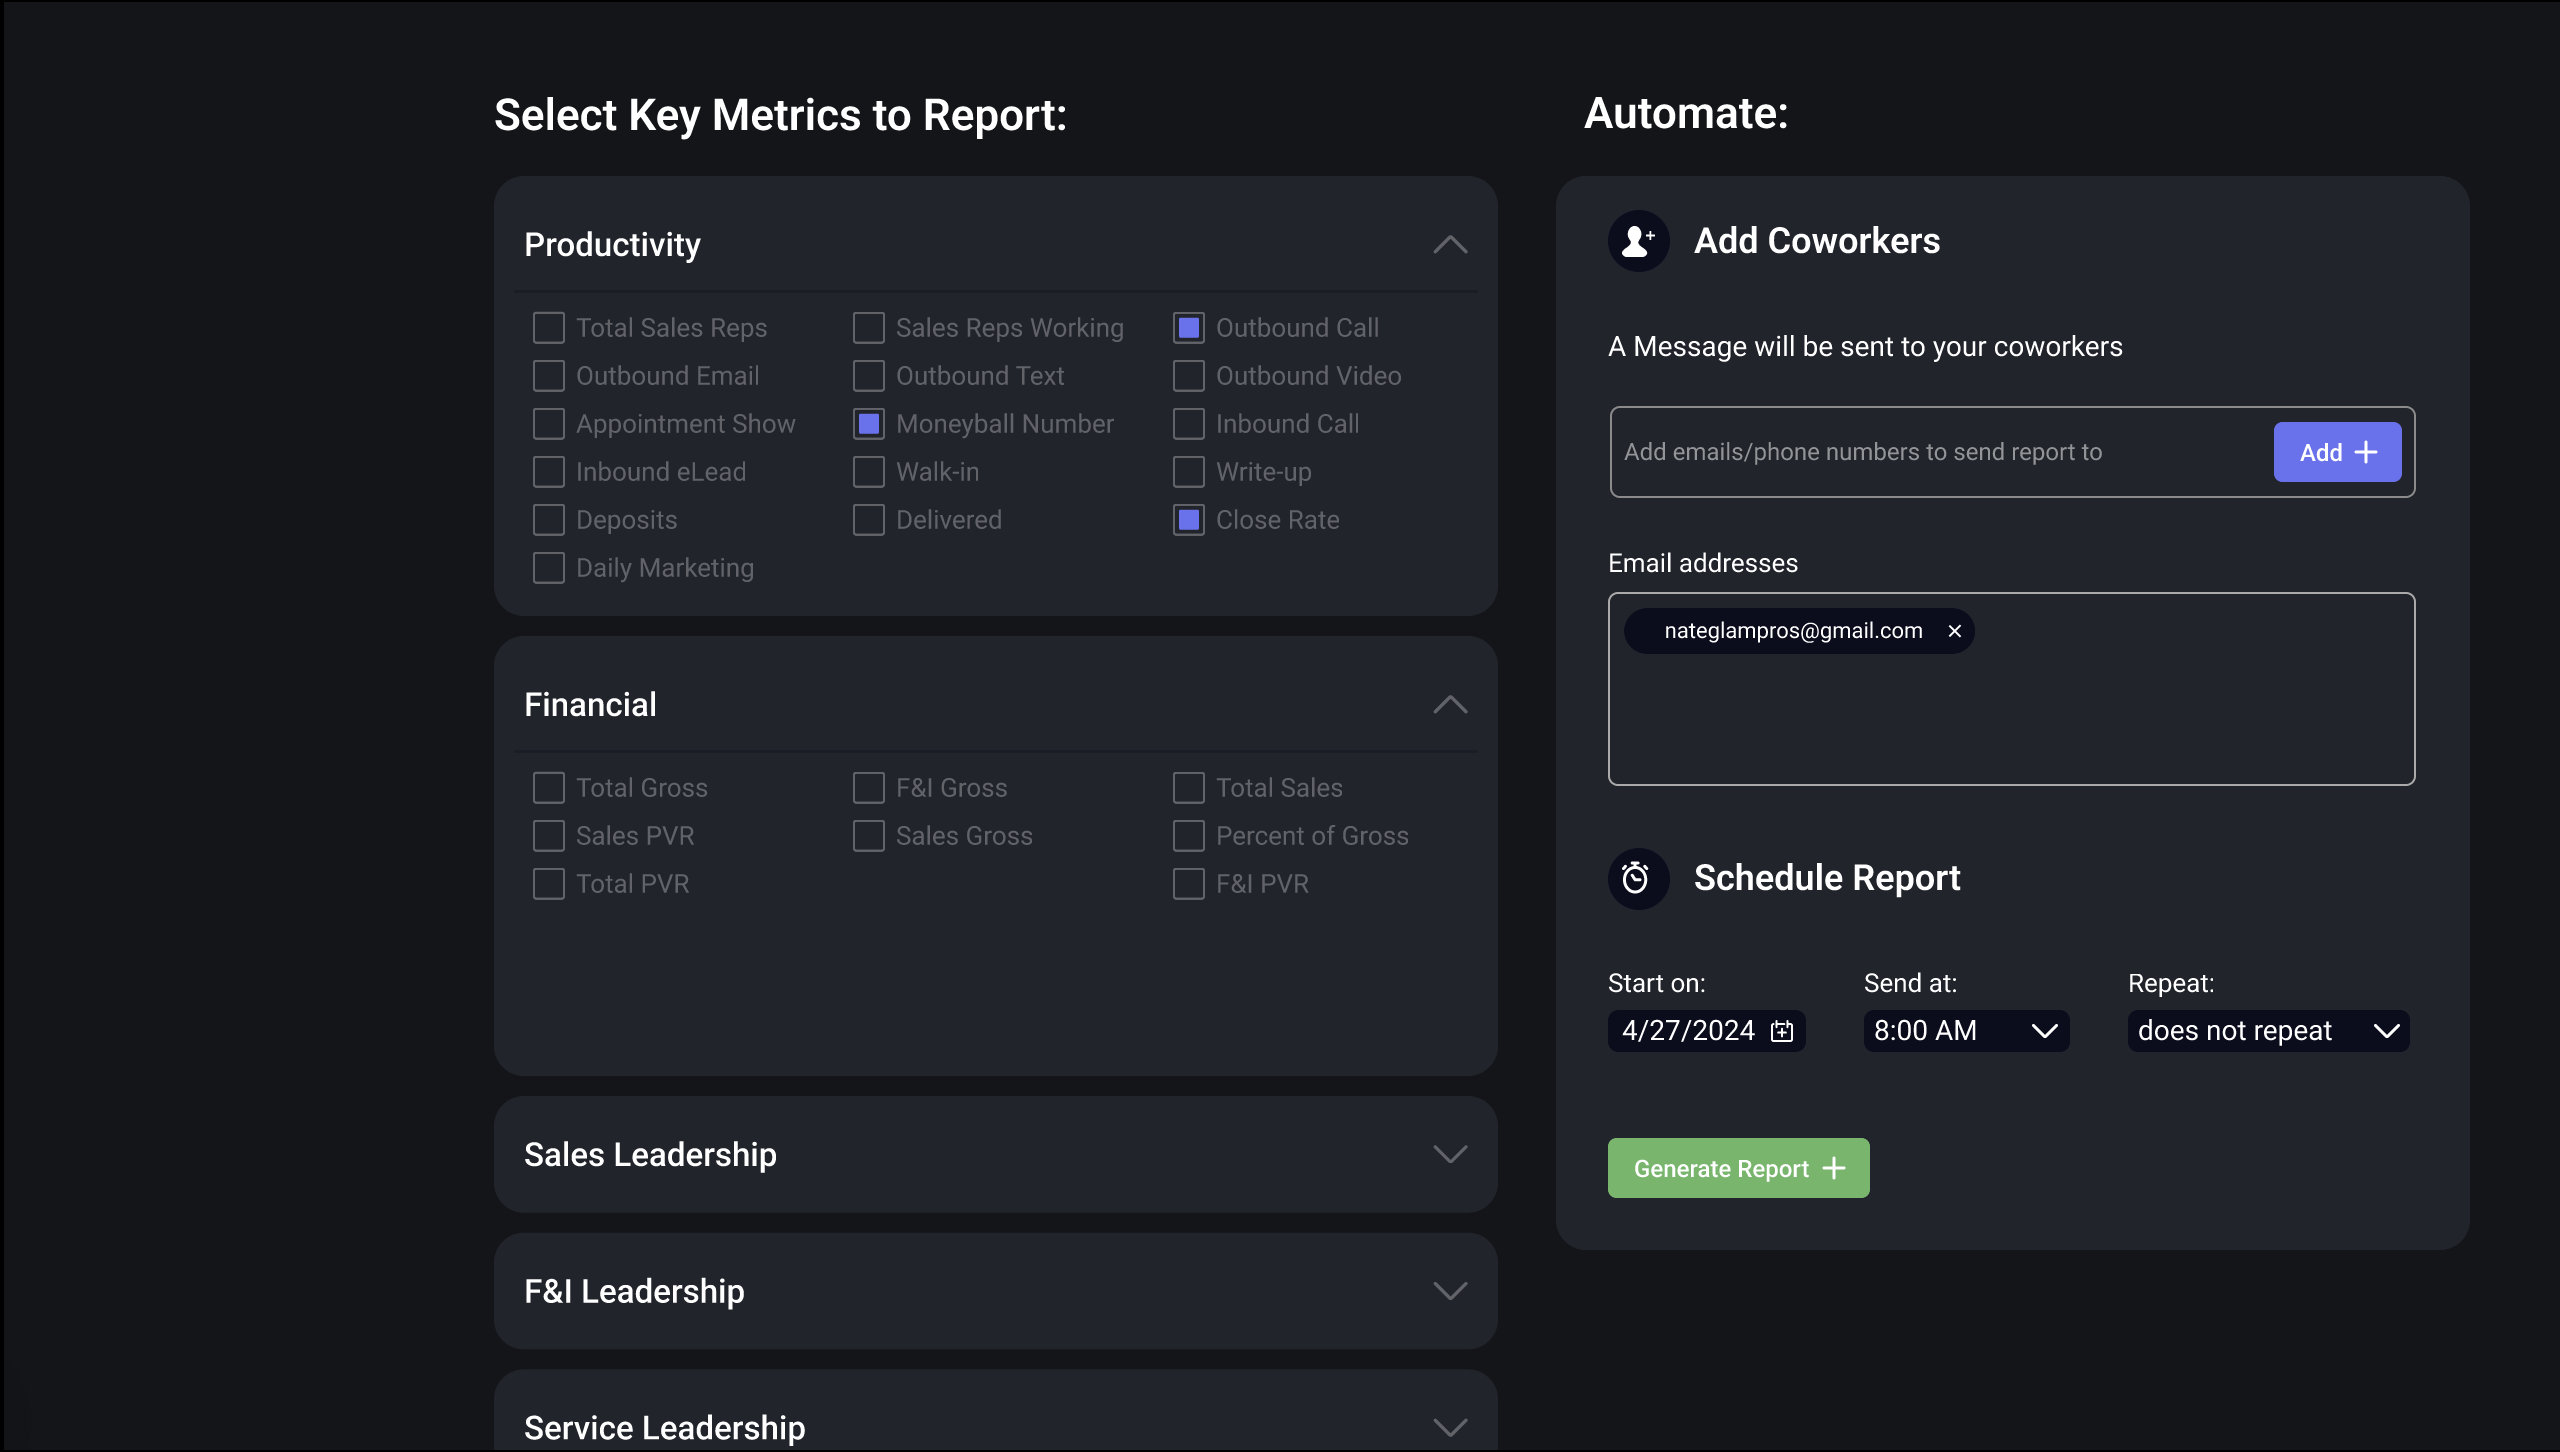 Select Key Metrics to Report:
Productivity
Total Sales Reps
Sales Reps Working
Outbound Call
Outbound Email
Outbound Text
Outbound Video
Appointment Show
Moneyball Number
Inbound Call
Inbound eLead
Walk-in
Write-up
Deposits
Delivered
Close Rate
Daily Marketing
Financial
Total Gross
F&I Gross
Total Sales
Sales PVR
Sales Gross
Percent of Gross
Total PVR
F&I PVR
Sales Leadership
F&I Leadership
Service Leadership
Automate:
Add Coworkers
A Message will be sent to your coworkers
Add emails/phone numbers to send report to
Add
Email addresses
nateglampros@gmail.com
Schedule Report
Start on:
Send at:
Repeat:
4/27/2024
8:00 AM
does not repeat
Generate Report